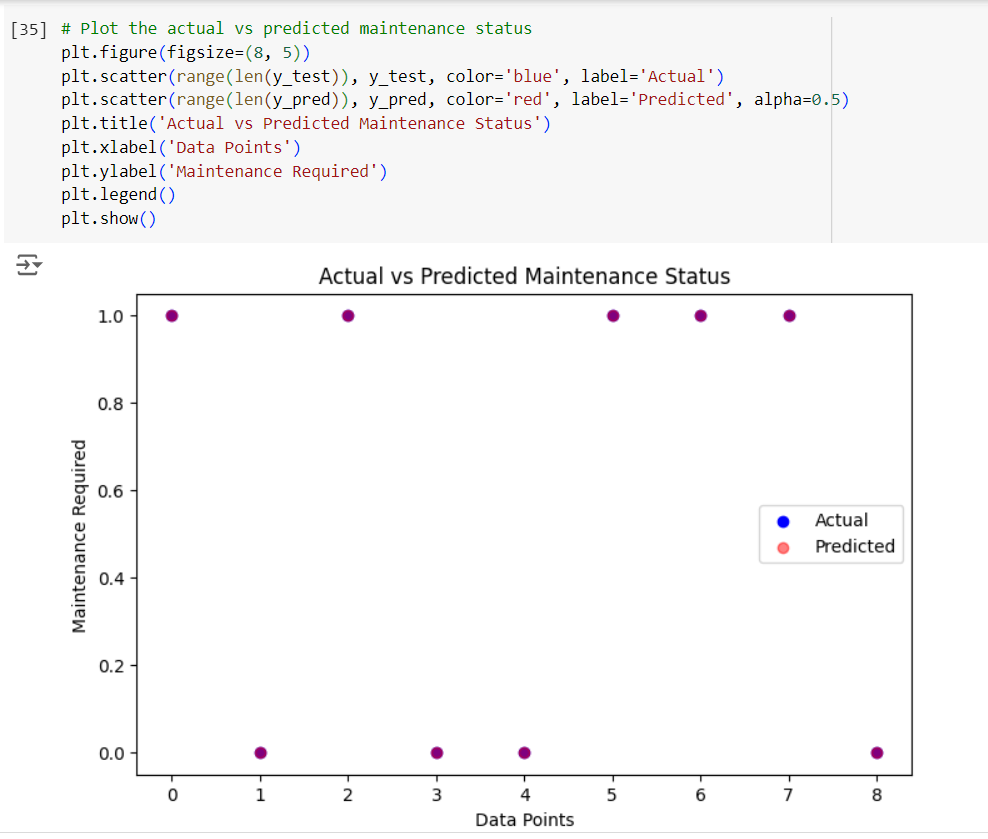 [35] # Plot the actual vs predicted maintenance status
plt.figure(figsize=(8, 5))
plt.scatter(range(len(y_test)), y_test, color='blue', label='Actual')
plt.scatter(range(len(y_pred)), y_pred, color='red', label='Predicted', alpha=0.5)
plt.title('Actual vs Predicted Maintenance Status')
plt.xlabel('Data Points')
plt.ylabel('Maintenance Required')
plt.legend()
plt.show()
Actual vs Predicted Maintenance Status
1.0
0.8
0.6
0.4
0.2
0.0
Maintenance Required
Actual
Predicted
0 1 2 3 4 5 6 7 8
Data Points